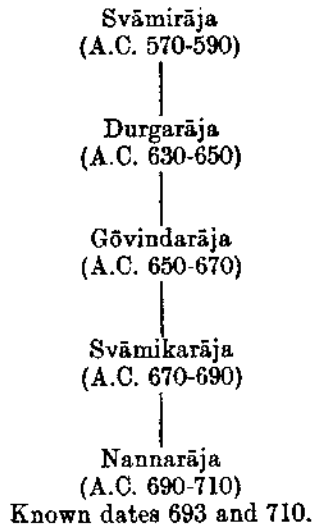 Svāmirāja
(A.C. 570-590)
Durgarāja
(A.C. 630-650)
Gōvindarāja
(A.C. 650-670)
Svāmikarāja
(A.C. 670-690)
Nannarāja
(A.C. 690-710)
Known dates 693 and 710.